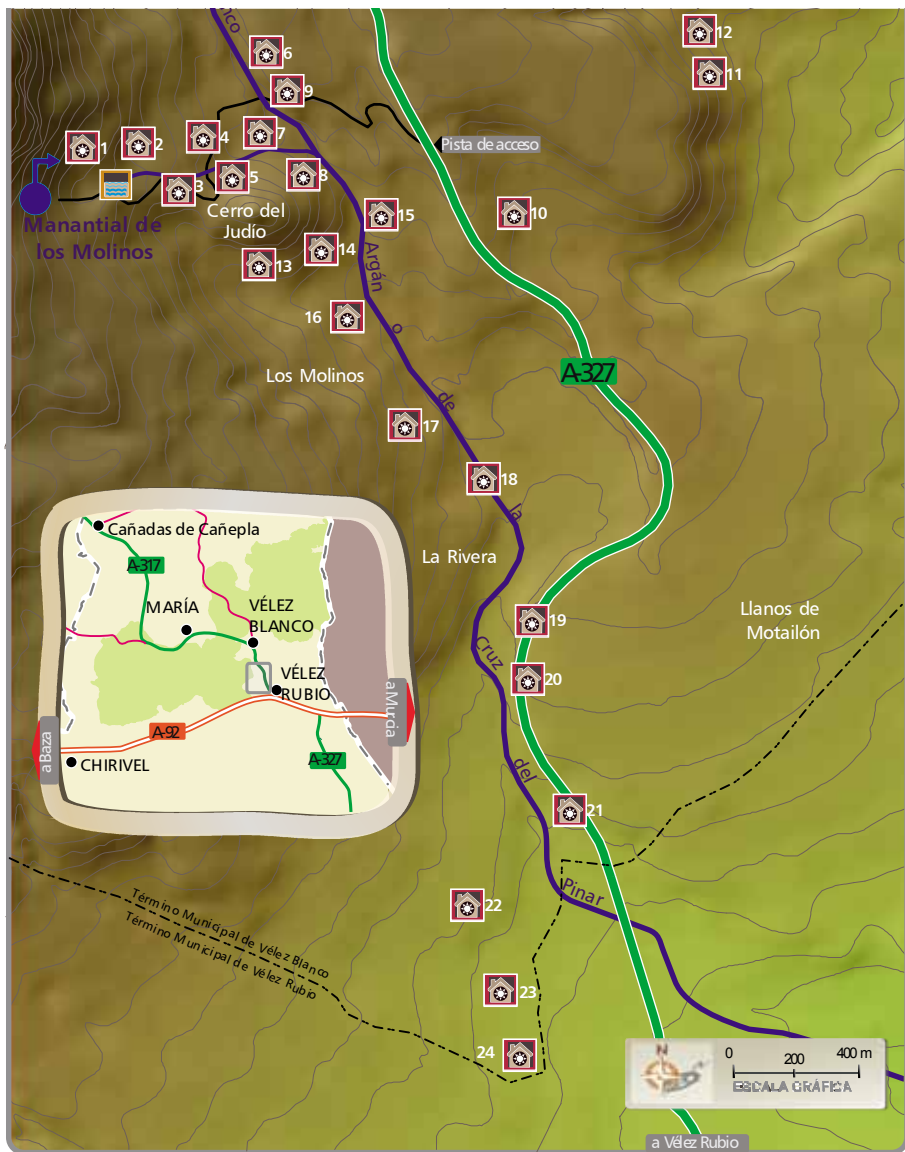 nco
6
12
9
11
1
2
4
7
Pista de acceso
3
5
8
Manantial de
los Molinos
Cerro del
Judío
15
10
14
13
Argán
16
o
A-327
Los Molinos
de
17
18
la
La Rivera
Cañadas de Cañepla
A-317
MARÍA
VÉLEZ
BLANCO
VÉLEZ
RUBIO
a Murcia
a Baza
A-92
CHIRIVEL
A-327
19
Llanos de
Motailón
Cruz
20
del
21
Pinar
22
Término Municipal de Vélez Blanco
Término Municipal de Vélez Rubio
23
24
N
0 200 400 m
ESCALA GRÁFICA
a Vélez Rubio